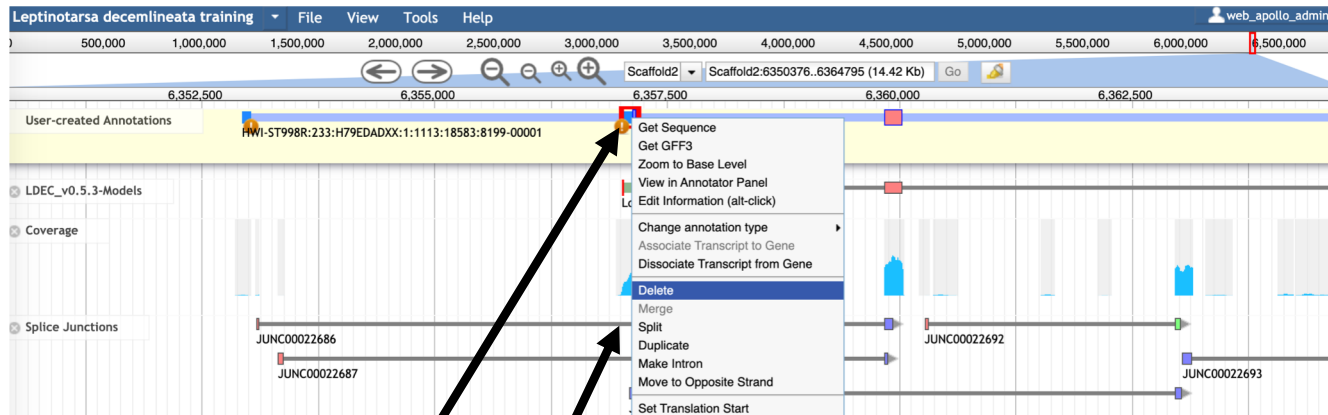 Leptinotarsa decemlineata training File View Tools Help web_apollo_admin
500,000 1,000,000 1,500,000 2,000,000 2,500,000 3,000,000 3,500,000 4,000,000 4,500,000 5,000,000 5,500,000 6,000,000 6,500,000
Scaffold2 Scaffold2:6350376..6364795 (14.42 Kb) Go
6,352,500 6,355,000 6,357,500 6,360,000 6,362,500
User-created Annotations
HWI-ST998R:233:H79EDADXX:1:1113:18583:8199-00001
Get Sequence
Get GFF3
Zoom to Base Level
View in Annotator Panel
Edit Information (alt-click)
Change annotation type
Associate Transcript to Gene
Dissociate Transcript from Gene
Delete
Merge
Split
Duplicate
Make Intron
Move to Opposite Strand
Set Translation Start
LDEC_v0.5.3-Models
Coverage
Splice Junctions
JUNC00022686
JUNC00022692
JUNC00022687
JUNC00022693